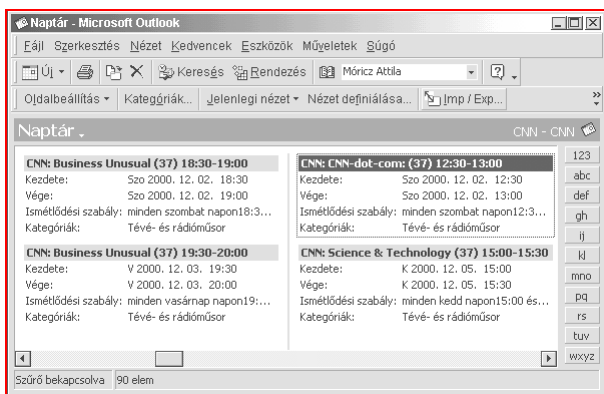 Naptár - Microsoft Outlook
Fájl Szerkesztés Nézet Kedvencek Eszközök Műveletek Súgó
Új Keresés Rendezés Móricz Attila
Oldalbeállítás Kategóriák... Jelenlegi nézet Nézet definiálása... Imp / Exp... »
Naptár CNN - CNN
CNN: Business Unusual (37) 18:30-19:00
Kezdete: Szo 2000. 12. 02. 18:30
Vége: Szo 2000. 12. 02. 19:00
Ismétlődési szabály: minden szombat napon18:3...
Kategóriák: Tévé- és rádióműsor
CNN: Business Unusual (37) 19:30-20:00
Kezdete: V 2000. 12. 03. 19:30
Vége: V 2000. 12. 03. 20:00
Ismétlődési szabály: minden vasárnap napon19:...
Kategóriák: Tévé- és rádióműsor
CNN: CNN-dot-com: (37) 12:30-13:00
Kezdete: Szo 2000. 12. 02. 12:30
Vége: Szo 2000. 12. 02. 13:00
Ismétlődési szabály: minden szombat napon12:3...
Kategóriák: Tévé- és rádióműsor
CNN: Science & Technology (37) 15:00-15:30
Kezdete: K 2000. 12. 05. 15:00
Vége: K 2000. 12. 05. 15:30
Ismétlődési szabály: minden kedd napon15:00 és...
Kategóriák: Tévé- és rádióműsor
123
abc
def
gh
ij
kl
mno
pq
rs
tuv
wxyz
Szűrő bekapcsolva 90 elem